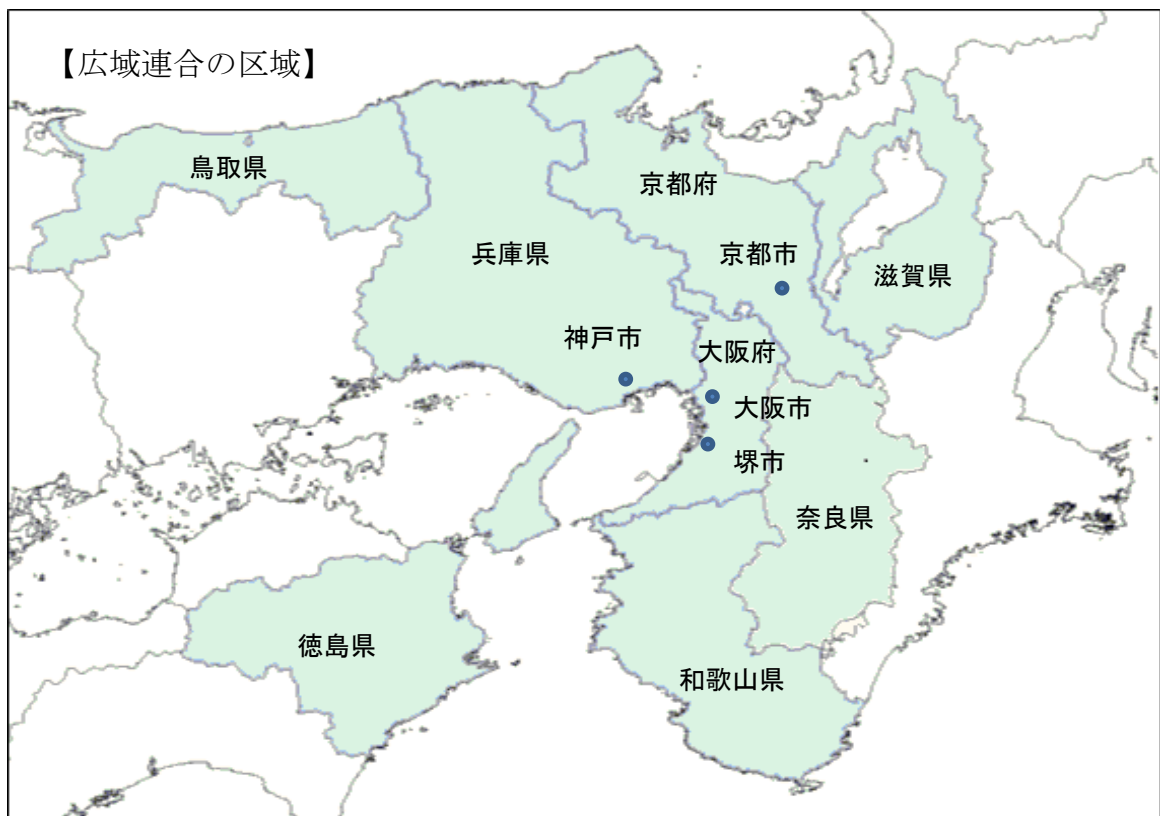 【広域連合の区域】
鳥取県
京都府
兵庫県
京都市
滋賀県
神戸市
大阪府
大阪市
堺市
奈良県
徳島県
和歌山県